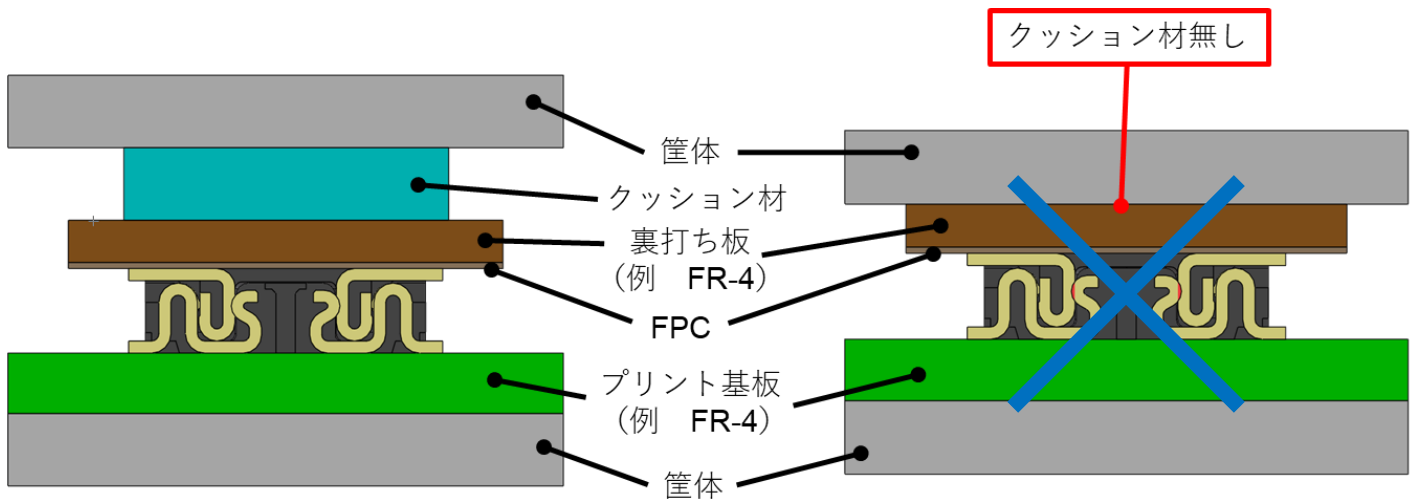 クッション材無し
筐体
クッション材
裏打ち板
（例　FR-4）
FPC
プリント基板
（例　FR-4）
筐体